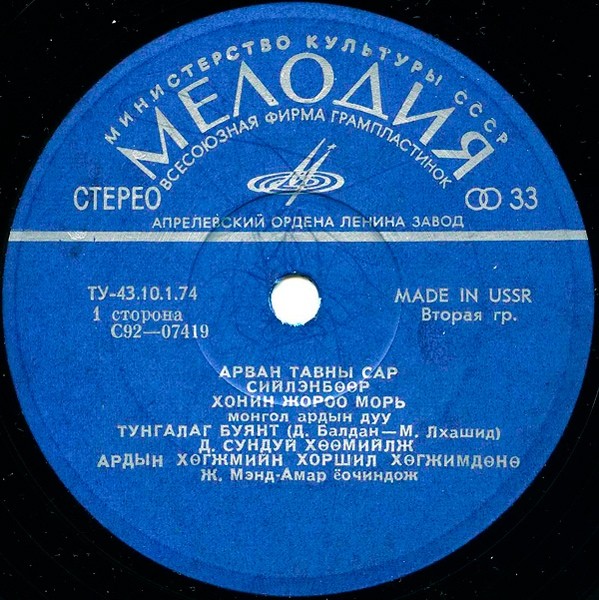 МИНИСТЕРСТВО КУЛЬТУРЫ СССР
МЕЛОДИЯ
ВСЕСОЮЗНАЯ ФИРМА ГРАМПЛАСТИНОК
СТЕРЕО
33
АПРЕЛЕВСКИЙ ОРДЕНА ЛЕНИНА ЗАВОД
ТУ-43.10.1.74
1 сторона
С92—07419
MADE IN USSR
Вторая гр.
АРВАН ТАВНЫ САР
СИЙЛЭНБӨӨР
ХОНИН ЖОРОО МОРЬ
монгол ардын дуу
ТУНГАЛАГ БУЯНТ (Д. Балдан—М. Лхашид)
Д. СУНДУЙ ХӨӨМИЙЛЖ
АРДЫН ХӨГЖМИЙН ХОРШИЛ ХӨГЖИМДӨНӨ
Ж. Мэнд-Амар ёочиндож